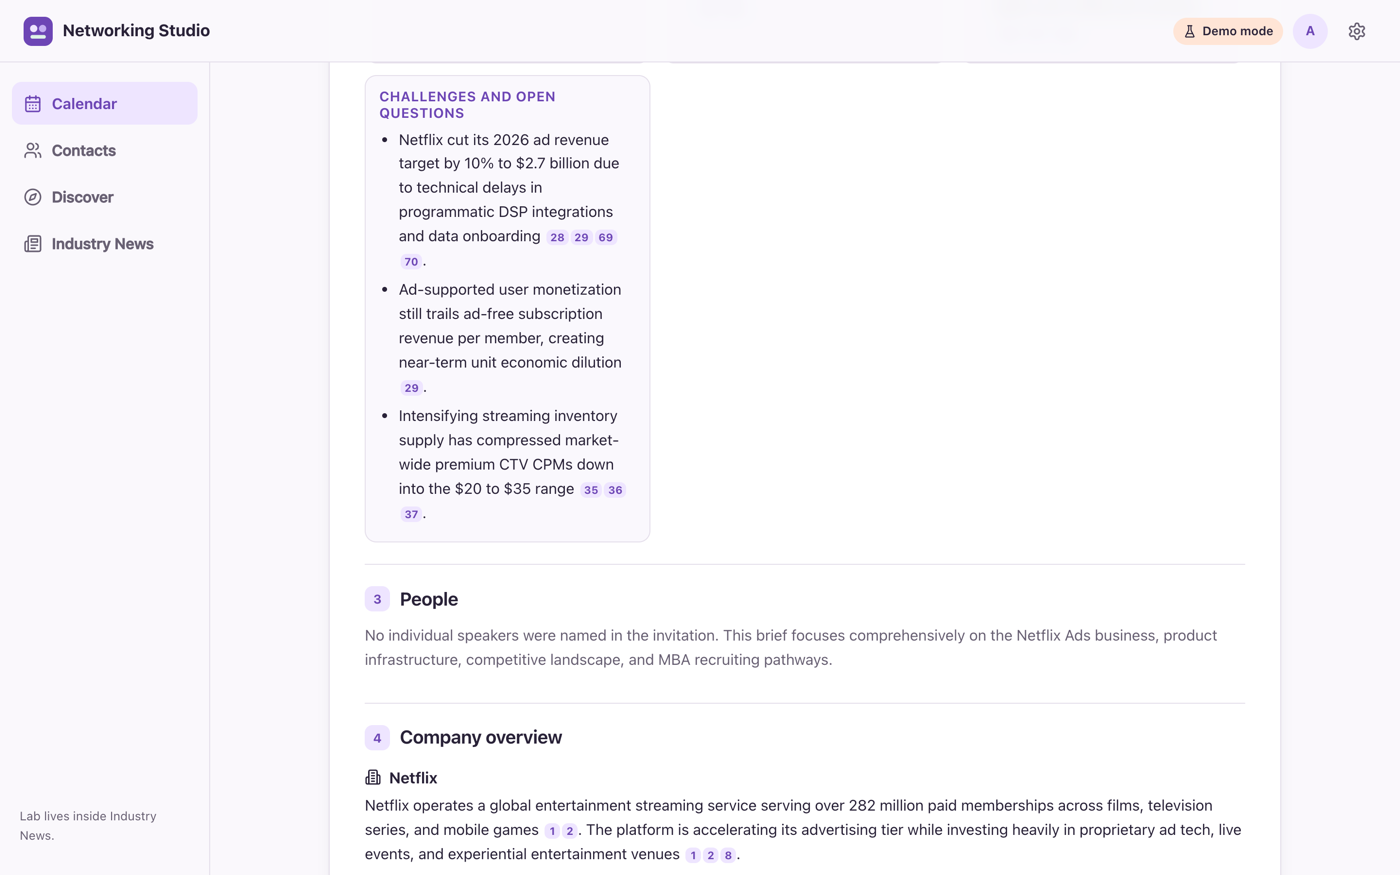 Networking Studio
Demo mode
A
Calendar
Contacts
Discover
Industry News
Lab lives inside Industry
News.
CHALLENGES AND OPEN
QUESTIONS
• Netflix cut its 2026 ad revenue
target by 10% to $2.7 billion due
to technical delays in
programmatic DSP integrations
and data onboarding 28 29 69
70.
• Ad-supported user monetization
still trails ad-free subscription
revenue per member, creating
near-term unit economic dilution
29.
• Intensifying streaming inventory
supply has compressed market-
wide premium CTV CPMs down
into the $20 to $35 range 35 36
37.
3 People
No individual speakers were named in the invitation. This brief focuses comprehensively on the Netflix Ads business, product
infrastructure, competitive landscape, and MBA recruiting pathways.
4 Company overview
Netflix
Netflix operates a global entertainment streaming service serving over 282 million paid memberships across films, television
series, and mobile games 1 2. The platform is accelerating its advertising tier while investing heavily in proprietary ad tech, live
events, and experiential entertainment venues 1 2 8.